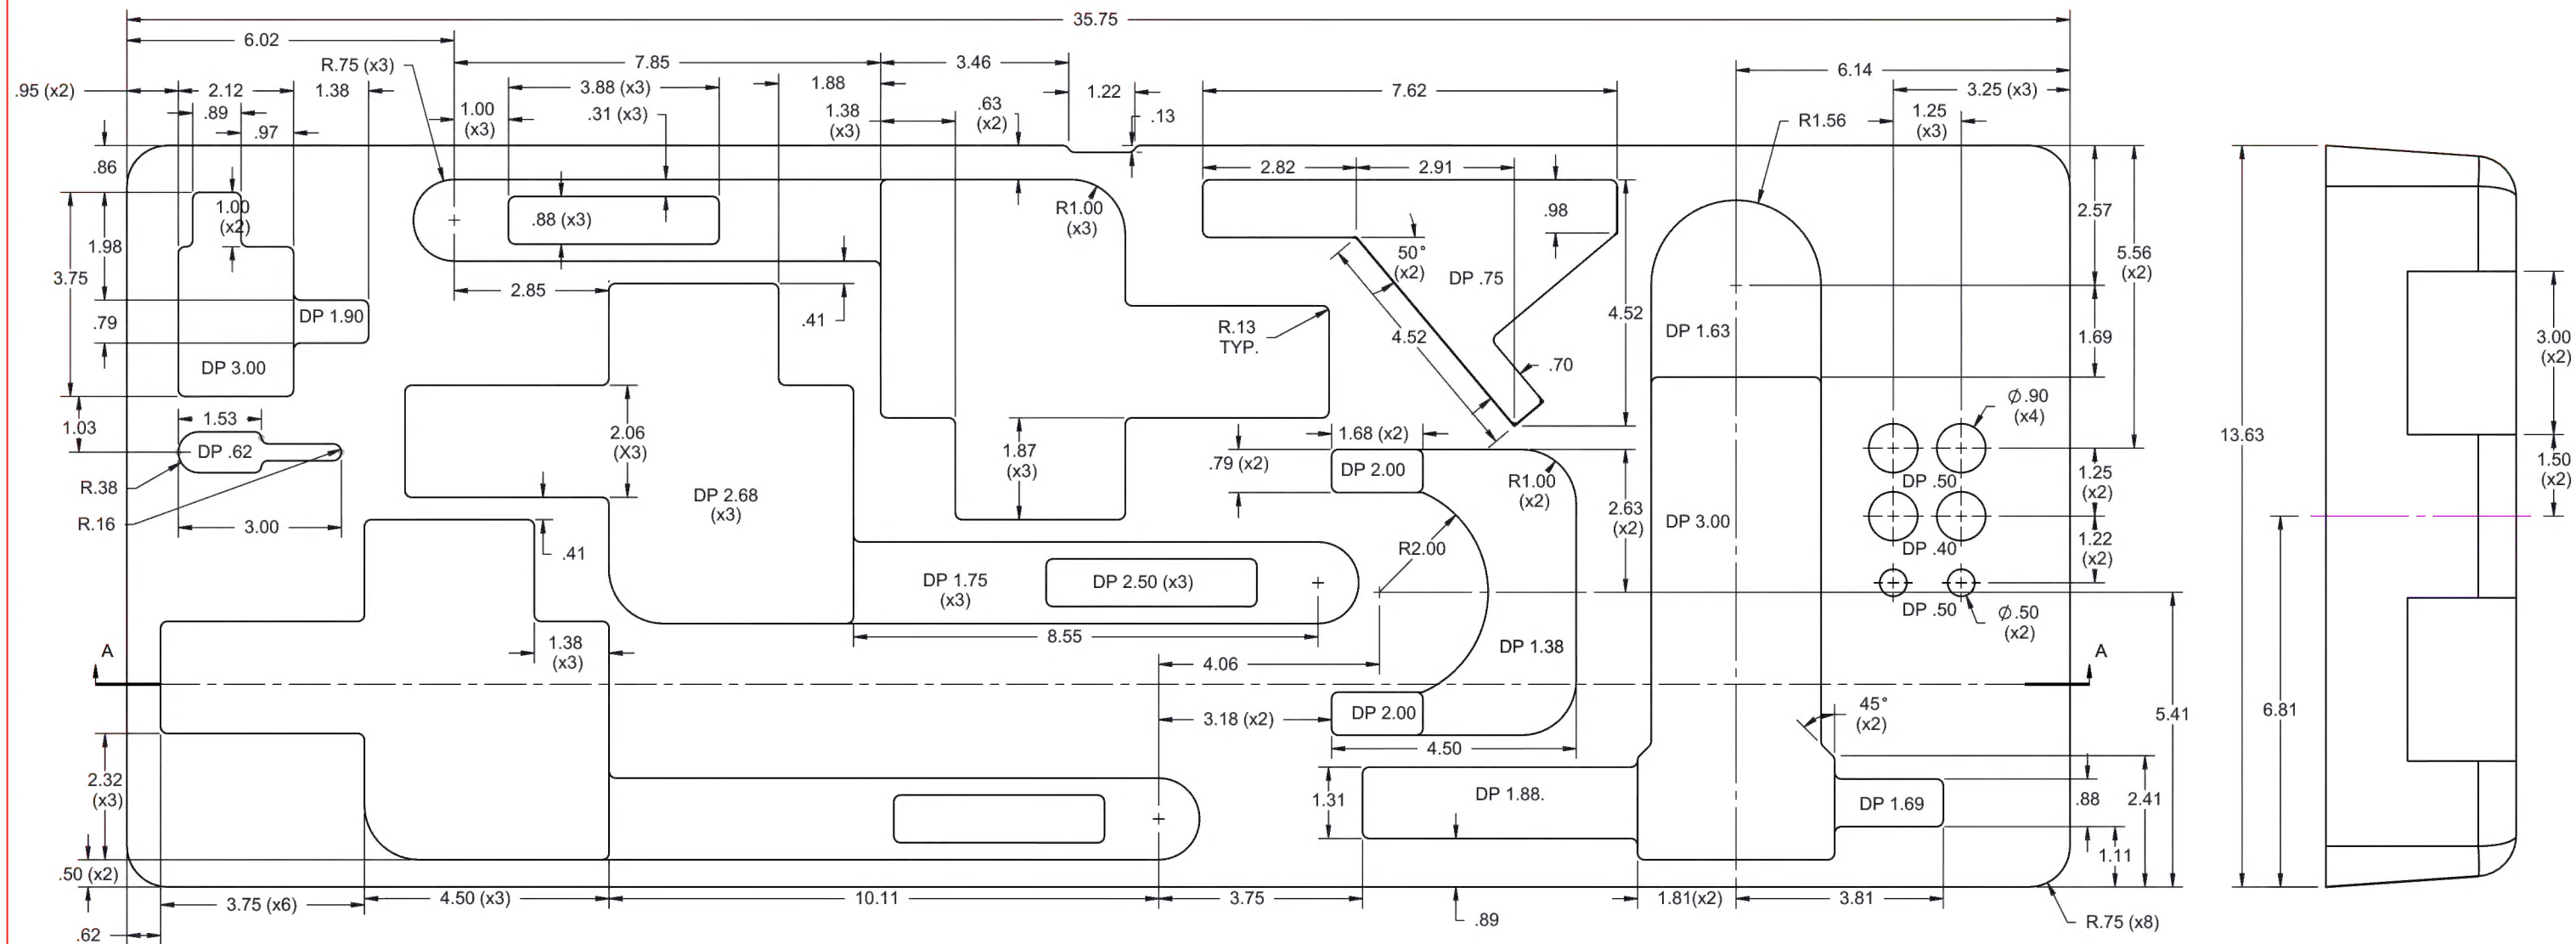 35.75
6.02
R.75 (x3)
7.85
3.46
6.14
.95 (x2)
2.12
1.38
3.88 (x3)
1.88
1.22
7.62
3.25 (x3)
.89
.97
1.00
(x3)
.31 (x3)
1.38
(x3)
.63
(x2)
.13
R1.56
1.25
(x3)
.86
2.82
2.91
1.00
(x2)
.88 (x3)
R1.00
(x3)
.98
2.57
5.56
(x2)
1.98
3.75
50°
(x2)
DP .75
2.85
.41
DP 1.90
.79
R.13
TYP.
4.52
4.52
DP 1.63
1.69
3.00
(x2)
DP 3.00
.70
Ø.90
(x4)
1.03
1.53
DP .62
2.06
(X3)
1.87
(x3)
1.68 (x2)
.79 (x2)
DP 2.00
R1.00
(x2)
13.63
1.50
(x2)
R.38
R.16
3.00
DP 2.68
(x3)
2.63
(x2)
DP 3.00
DP .50
1.25
(x2)
.41
R2.00
DP .40
1.22
(x2)
DP 1.75
(x3)
DP 2.50 (x3)
DP .50
Ø.50
(x2)
8.55
A
1.38
(x3)
4.06
DP 1.38
A
3.18 (x2)
DP 2.00
45°
(x2)
5.41
6.81
4.50
2.32
(x3)
1.31
DP 1.88.
DP 1.69
.88
2.41
1.11
.50 (x2)
3.75 (x6)
4.50 (x3)
10.11
3.75
.89
1.81(x2)
3.81
R.75 (x8)
.62